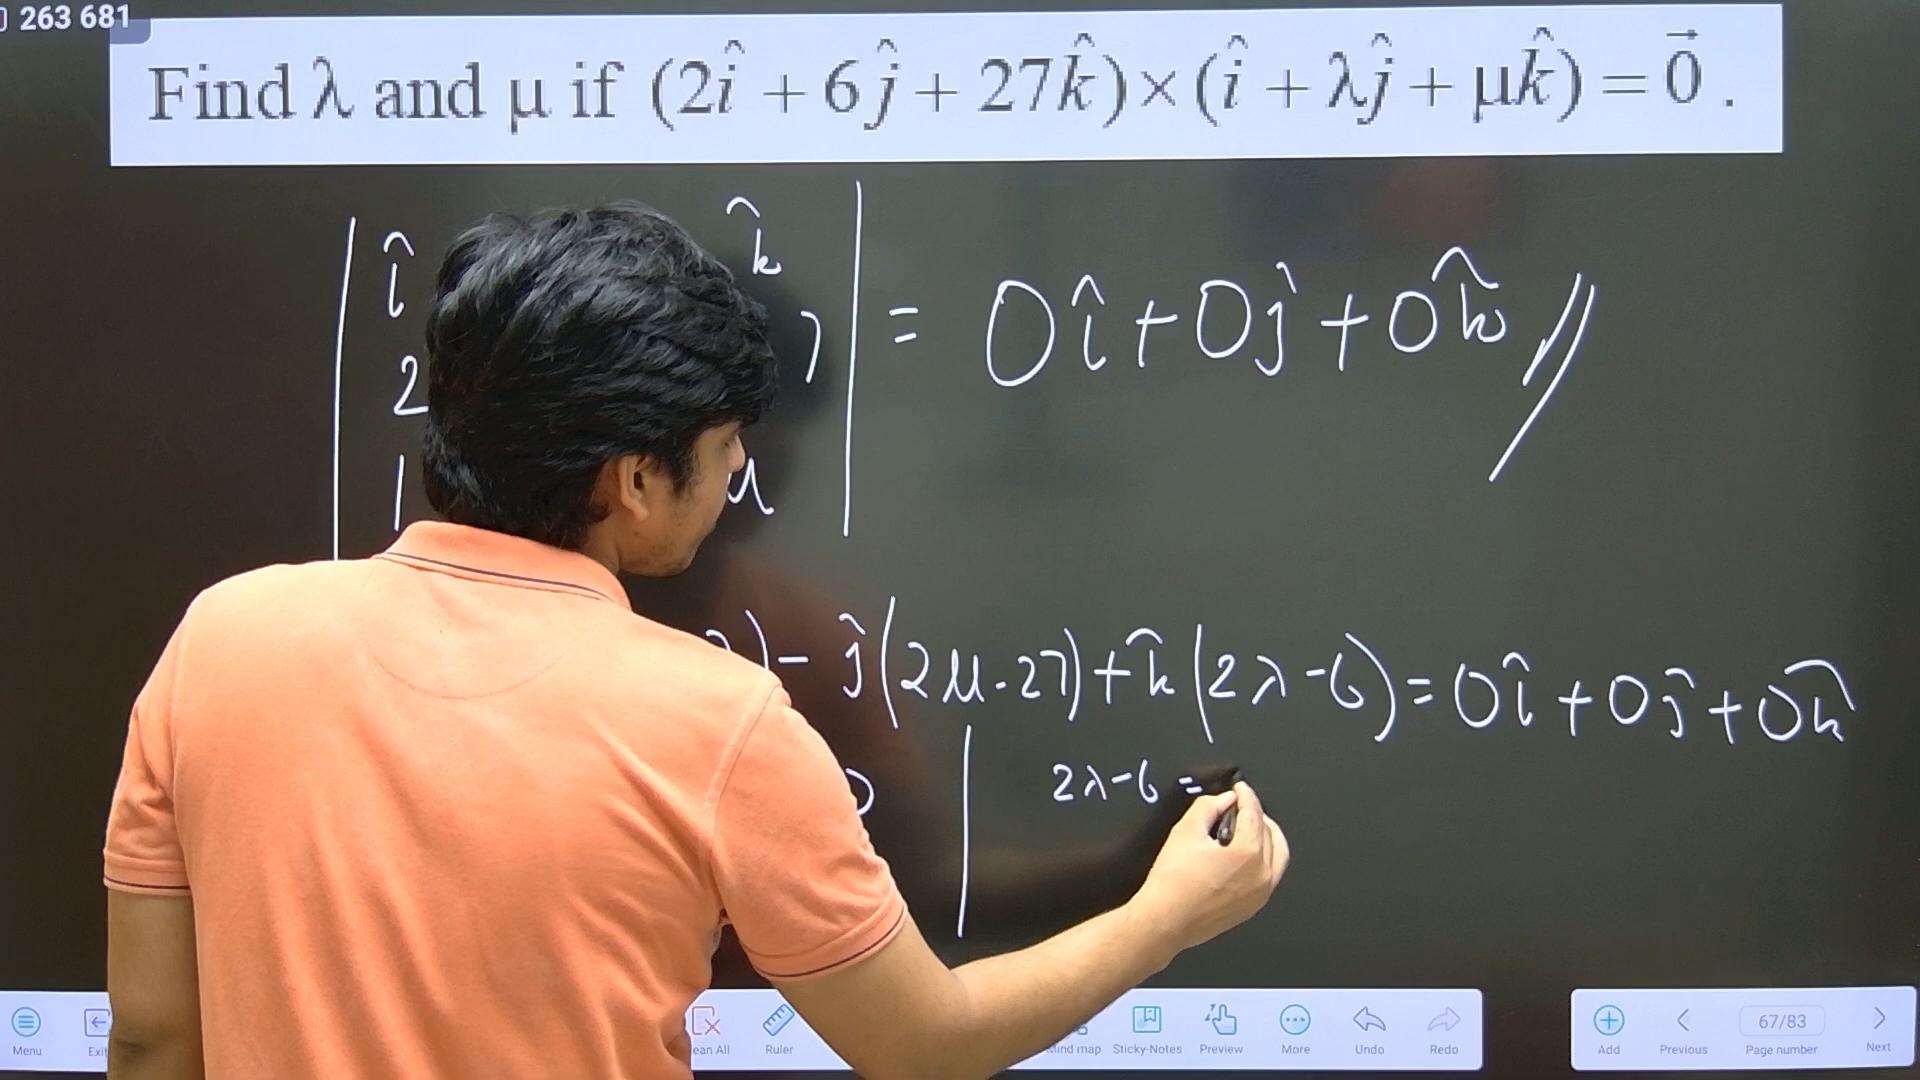 263 681
Find λ and μ if (2î + 6ĵ + 27k̂) × (î + λĵ + μk̂) = 0⃗ .
î k̂
2 7
1 μ
= 0î + 0ĵ + 0k̂ //
) − ĵ(2μ - 27) + k̂(2λ − 6) = 0î + 0ĵ + 0k̂
2λ − 6 =
Menu
Ruler
Sticky-Notes
Preview
More
Undo
Redo
Add
Previous
67/83
Page number
Next